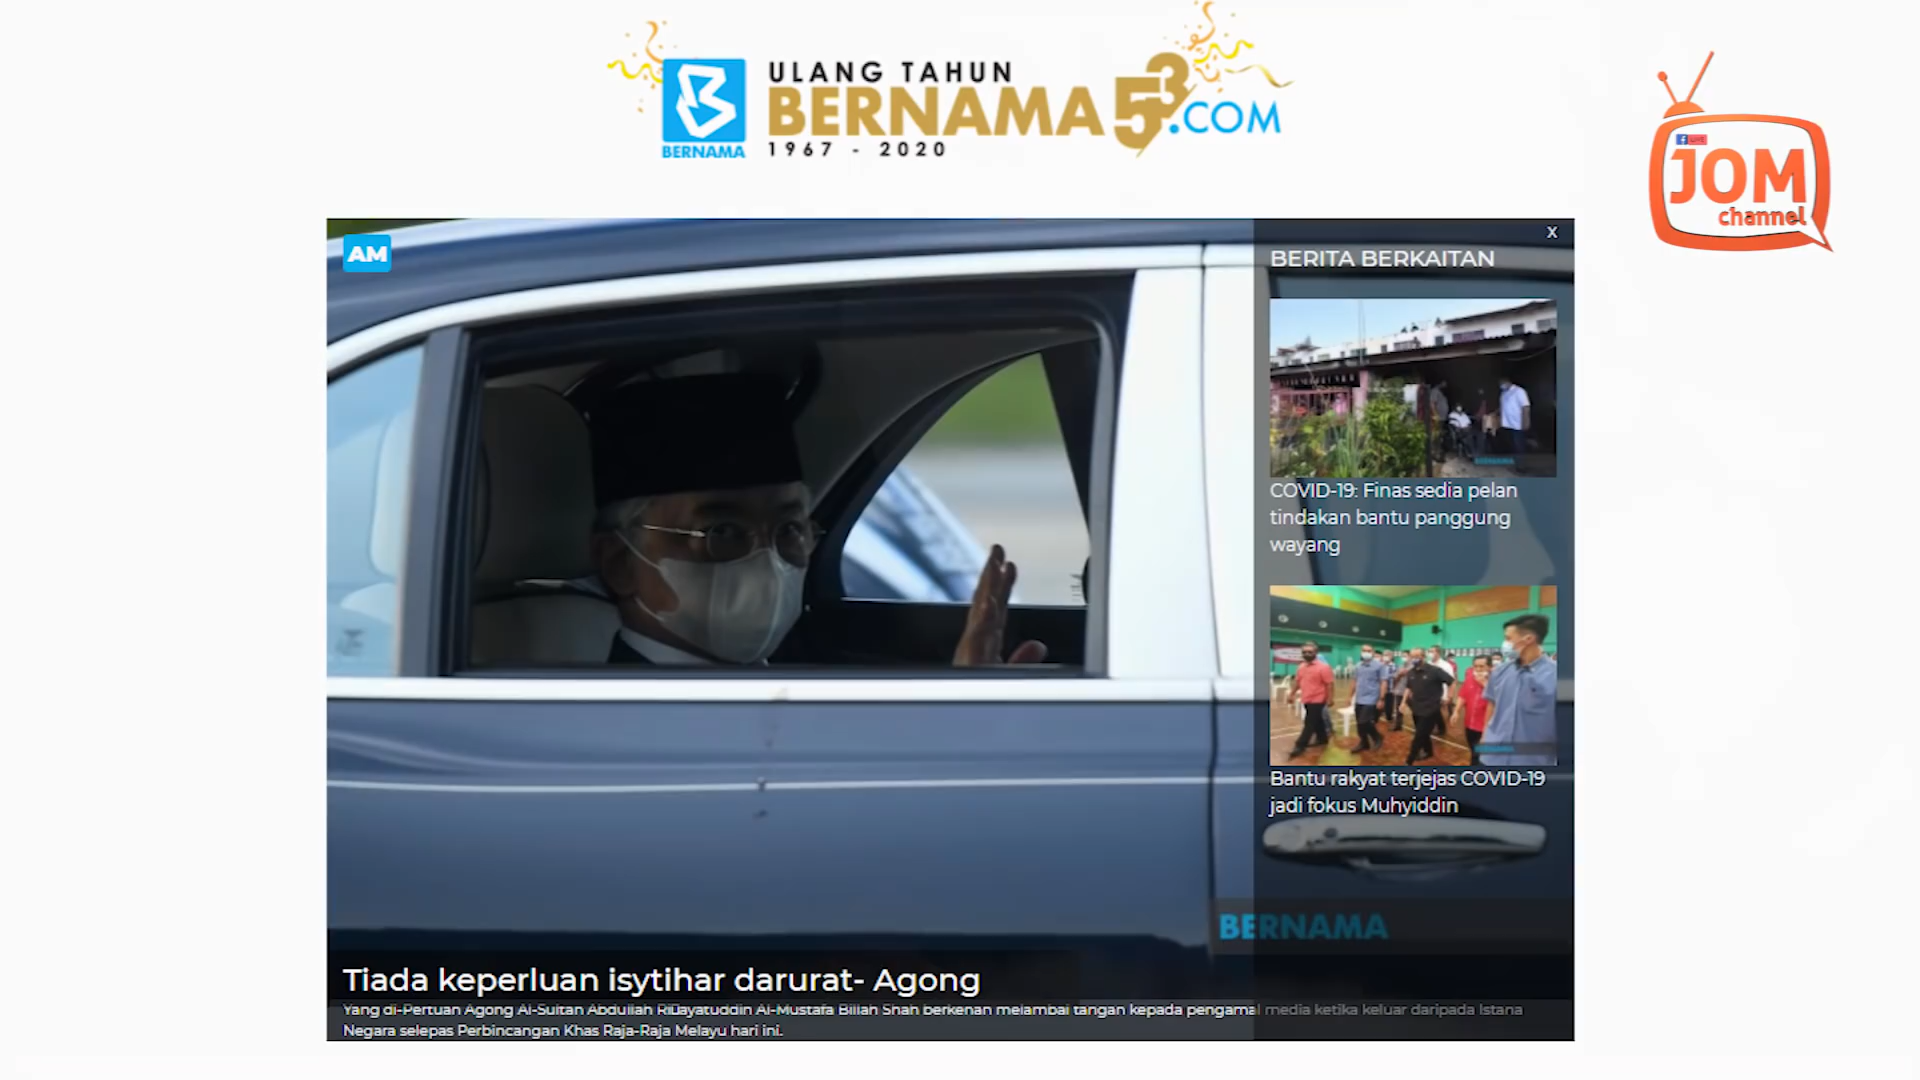 ULANG TAHUN
BERNAMA 53.COM
BERNAMA
1967 - 2020
LIVE
JOM
channel
AM
X
BERITA BERKAITAN
BERNAMA
COVID-19: Finas sedia pelan
tindakan bantu panggung
wayang
BERNAMA
Bantu rakyat terjejas COVID-19
jadi fokus Muhyiddin
BERNAMA
Tiada keperluan isytihar darurat- Agong
Yang di-Pertuan Agong Al-Sultan Abdullah Ri'ayatuddin Al-Mustafa Billah Shah berkenan melambai tangan kepada pengamal media ketika keluar daripada Istana
Negara selepas Perbincangan Khas Raja-Raja Melayu hari ini.